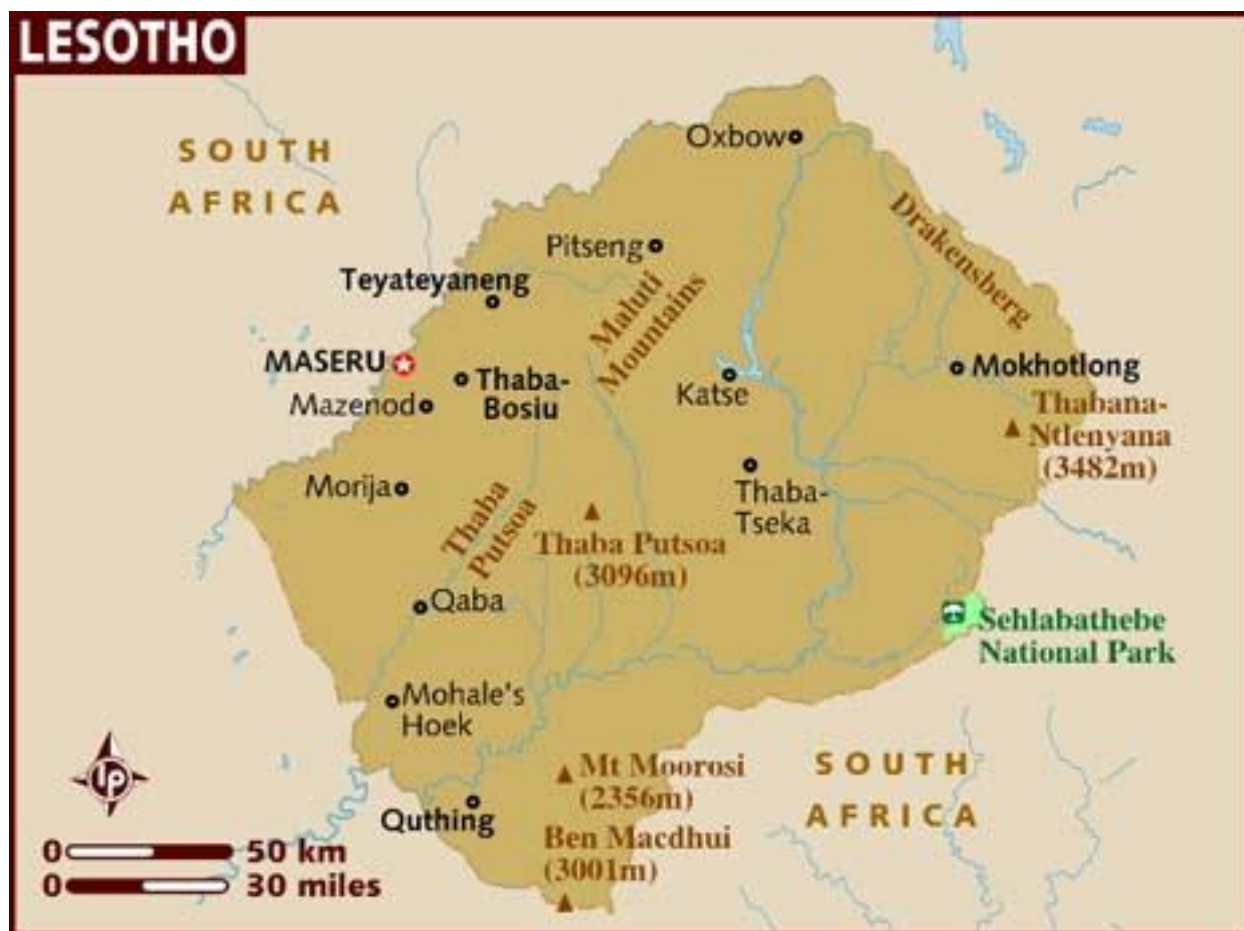 LESOTHO
SOUTH
AFRICA
Oxbow
Drakensberg
Pitseng
Teyateyaneng
Maluti
Mountains
MASERU
Thaba-
Bosiu
Mazenod
Katse
Mokhotlong
Thabana-
Ntlenyana
(3482m)
Morija
Thaba
Putsoa
Thaba-
Tseka
Thaba Putsoa
(3096m)
Qaba
Sehlabathebe
National Park
Mohale's
Hoek
lp
Mt Moorosi
(2356m)
SOUTH
AFRICA
Quthing
Ben Macdhui
(3001m)
0 50 km
0 30 miles